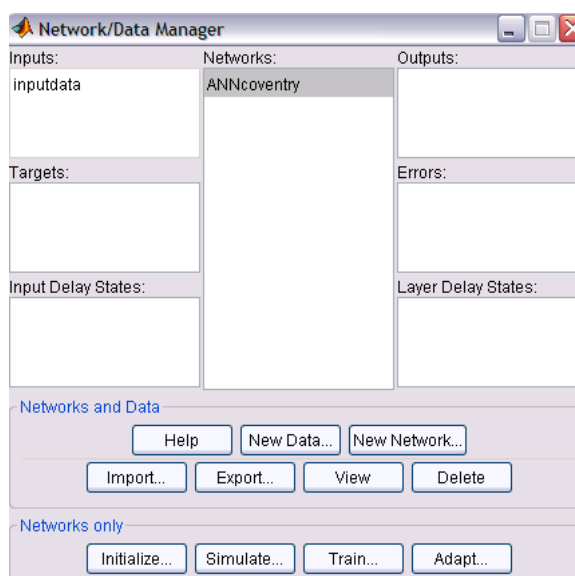 Network/Data Manager
Inputs: Networks: Outputs:
inputdata ANNcoventry
Targets: Errors:
Input Delay States: Layer Delay States:
Networks and Data
Help New Data... New Network...
Import... Export... View Delete
Networks only
Initialize... Simulate... Train... Adapt...